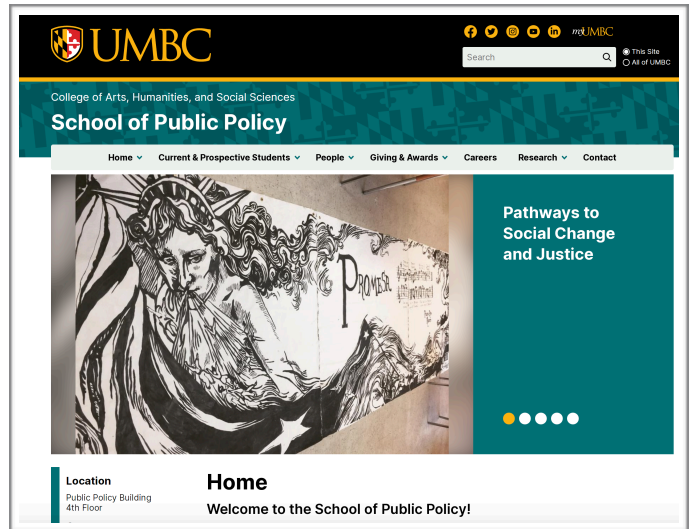 UMBC
myUMBC
Search
This Site
All of UMBC
College of Arts, Humanities, and Social Sciences
School of Public Policy
Home Current & Prospective Students People Giving & Awards Careers Research Contact
PROMESA
Pathways to
Social Change
and Justice
Location
Public Policy Building
4th Floor
Home
Welcome to the School of Public Policy!